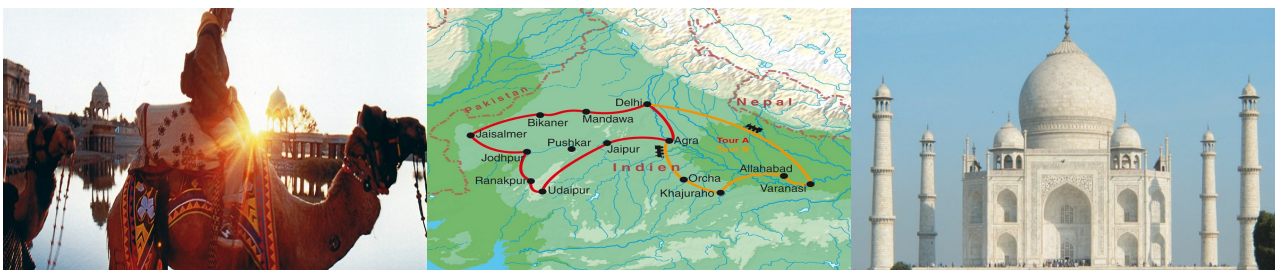 Pakistan
Delhi
Nepal
Bikaner
Mandawa
Jaisalmer
Pushkar
Jaipur
Agra
Tour A
Jodhpur
Indien
Allahabad
Ranakpur
Orcha
Varanasi
Udaipur
Khajuraho